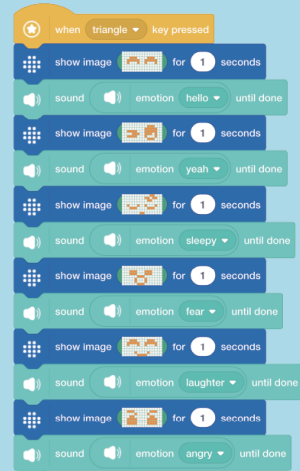 when triangle key pressed
show image for 1 seconds
sound emotion hello until done
show image for 1 seconds
sound emotion yeah until done
show image for 1 seconds
sound emotion sleepy until done
show image for 1 seconds
sound emotion fear until done
show image for 1 seconds
sound emotion laughter until done
show image for 1 seconds
sound emotion angry until done